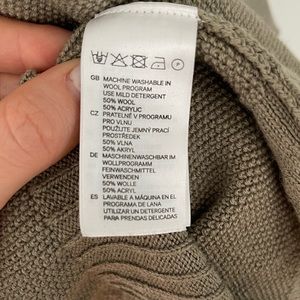 GB MACHINE WASHABLE IN
WOOL PROGRAM
USE MILD DETERGENT
50% WOOL
50% ACRYLIC
CZ PRATELNÉ V PROGRAMU
PRO VLNU
POUŽIJTE JEMNÝ PRACÍ
PROSTŘEDEK
50% VLNA
50% AKRYL
DE MASCHINENWASCHBAR IM
WOLLPROGRAMM
FEINWASCHMITTEL
VERWENDEN
50% WOLLE
50% ACRYL
ES LAVABLE A MÁQUINA EN EL
PROGRAMA DE LANA
UTILIZAR UN DETERGENTE
PARA PRENDAS DELICADAS